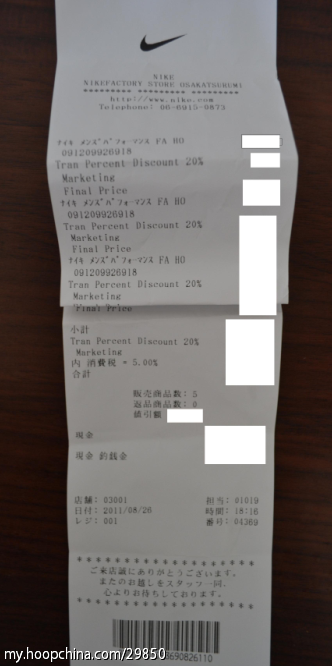 NIKE
NIKEFACTORY STORE OSAKATSURUMI
http://www.nike.com
Telephone: 06-6915-0873
ﾅｲｷ ﾒﾝｽﾞﾊﾟﾌｫｰﾏﾝｽ FA HO
091209926918
Tran Percent Discount 20%
Marketing
Final Price
ﾅｲｷ ﾒﾝｽﾞﾊﾟﾌｫｰﾏﾝｽ FA HO
091209926918
Tran Percent Discount 20%
Marketing
Final Price
ﾅｲｷ ﾒﾝｽﾞﾊﾟﾌｫｰﾏﾝｽ FA HO
091209926918
Tran Percent Discount 20%
Marketing
Final Price
小計
Tran Percent Discount 20%
Marketing
内 消費税 = 5.00%
合計
販売商品数: 5
返品商品数: 0
値引額
現金
現金 釣銭金
店舗: 03001 担当: 01019
日付: 2011/08/26 時間: 18:16
レジ: 001 番号: 04369
ご来店誠にありがとうございます。
またのお越しをスタッフ一同、
心よりお待ちしております。
8690826110
my.hoopchina.com/29850